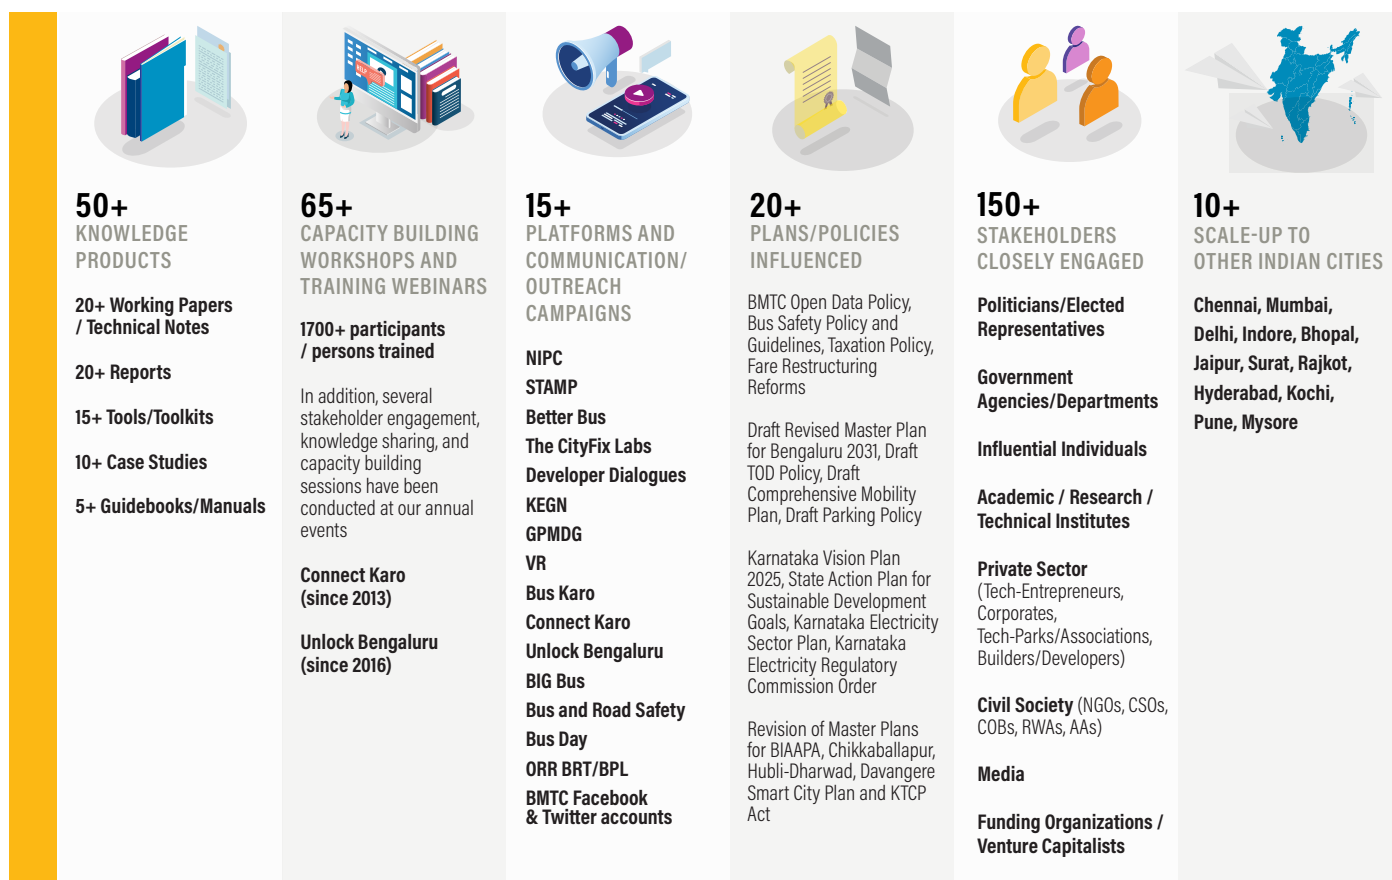 50+
KNOWLEDGE
PRODUCTS
20+ Working Papers
/ Technical Notes
20+ Reports
15+ Tools/Toolkits
10+ Case Studies
5+ Guidebooks/Manuals
65+
CAPACITY BUILDING
WORKSHOPS AND
TRAINING WEBINARS
1700+ participants
/ persons trained
In addition, several
stakeholder engagement,
knowledge sharing, and
capacity building
sessions have been
conducted at our annual
events
Connect Karo
(since 2013)
Unlock Bengaluru
(since 2016)
15+
PLATFORMS AND
COMMUNICATION/
OUTREACH
CAMPAIGNS
NIPC
STAMP
Better Bus
The CityFix Labs
Developer Dialogues
KEGN
GPMDG
VR
Bus Karo
Connect Karo
Unlock Bengaluru
BIG Bus
Bus and Road Safety
Bus Day
ORR BRT/BPL
BMTC Facebook
& Twitter accounts
20+
PLANS/POLICIES
INFLUENCED
BMTC Open Data Policy,
Bus Safety Policy and
Guidelines, Taxation Policy,
Fare Restructuring
Reforms
Draft Revised Master Plan
for Bengaluru 2031, Draft
TOD Policy, Draft
Comprehensive Mobility
Plan, Draft Parking Policy
Karnataka Vision Plan
2025, State Action Plan for
Sustainable Development
Goals, Karnataka Electricity
Sector Plan, Karnataka
Electricity Regulatory
Commission Order
Revision of Master Plans
for BIAAPA, Chikkaballapur,
Hubli-Dharwad, Davangere
Smart City Plan and KTCP
Act
150+
STAKEHOLDERS
CLOSELY ENGAGED
Politicians/Elected
Representatives
Government
Agencies/Departments
Influential Individuals
Academic / Research /
Technical Institutes
Private Sector
(Tech-Entrepreneurs,
Corporates,
Tech-Parks/Associations,
Builders/Developers)
Civil Society (NGOs, CSOs,
COBs, RWAs, AAs)
Media
Funding Organizations /
Venture Capitalists
10+
SCALE-UP TO
OTHER INDIAN CITIES
Chennai, Mumbai,
Delhi, Indore, Bhopal,
Jaipur, Surat, Rajkot,
Hyderabad, Kochi,
Pune, Mysore